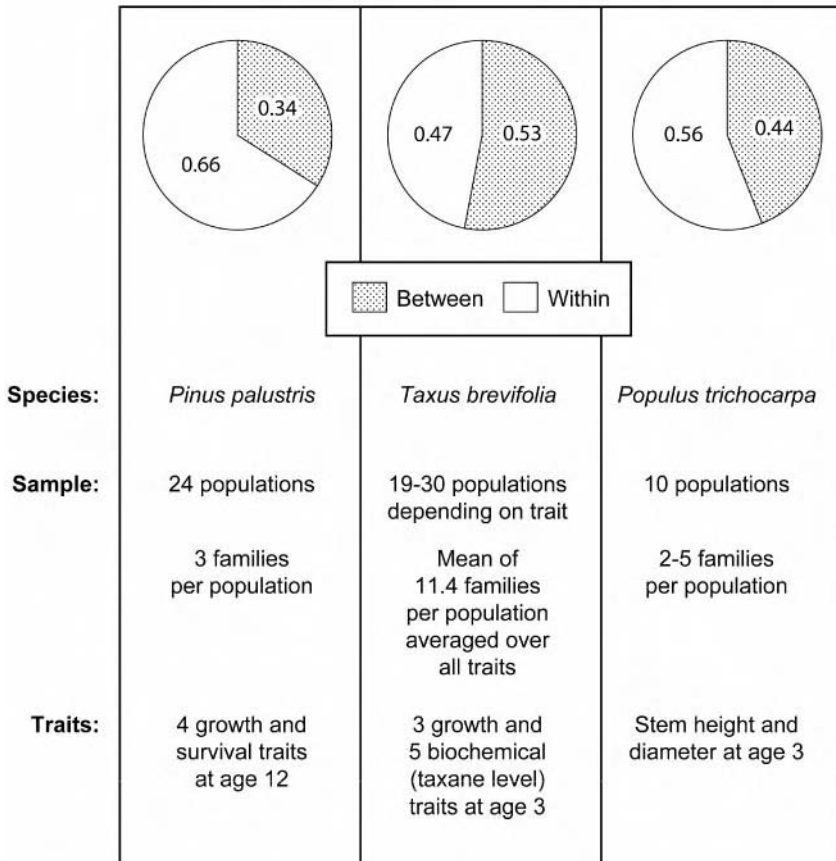 0.34
0.66
0.47
0.53
0.56
0.44
Between
Within
Species:
Pinus palustris
Taxus brevifolia
Populus trichocarpa
Sample:
24 populations
19-30 populations
depending on trait
10 populations
3 families
per population
Mean of
11.4 families
per population
averaged over
all traits
2-5 families
per population
Traits:
4 growth and
survival traits
at age 12
3 growth and
5 biochemical
(taxane level)
traits at age 3
Stem height and
diameter at age 3